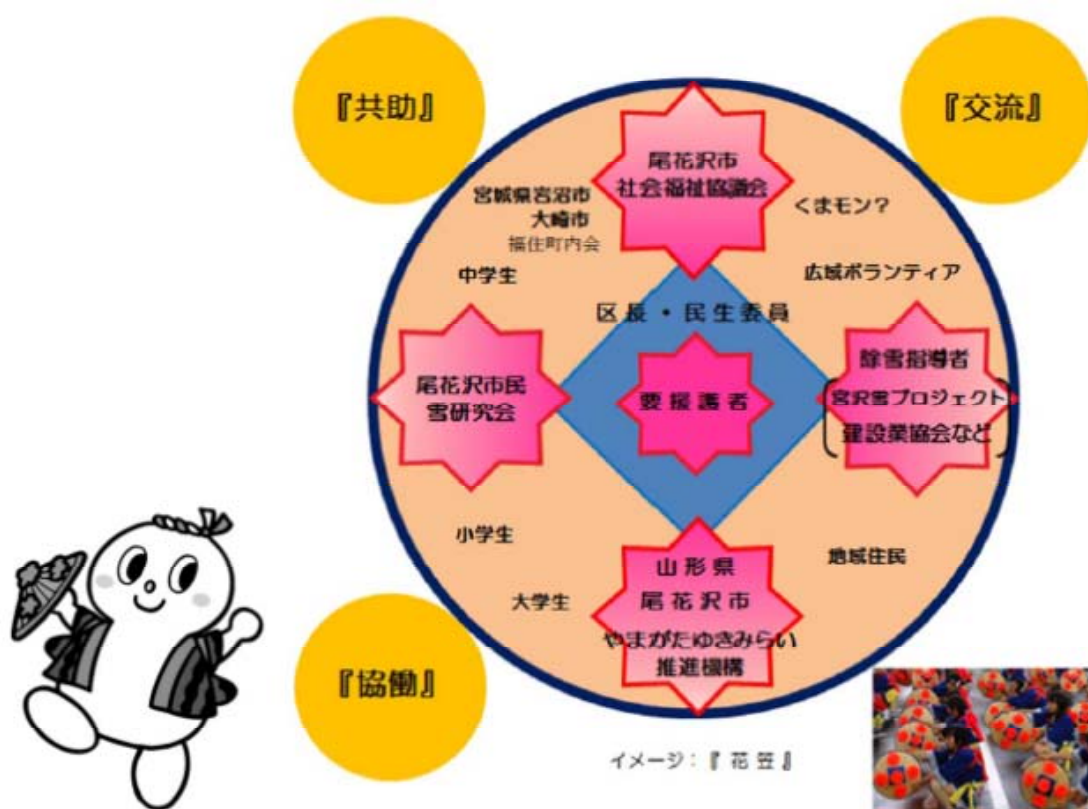 『共助』
『交流』
尾花沢市
社会福祉協議会
宮城県岩沼市
大崎市
福住町内会
くまモン？
中学生
広域ボランティア
区長・民生委員
尾花沢市民
雪研究会
要援護者
除雪指導者
宮沢雪プロジェクト
建設業協会など
小学生
大学生
地域住民
山形県
尾花沢市
やまがたゆきみらい
推進機構
『協働』
イメージ：『花笠』